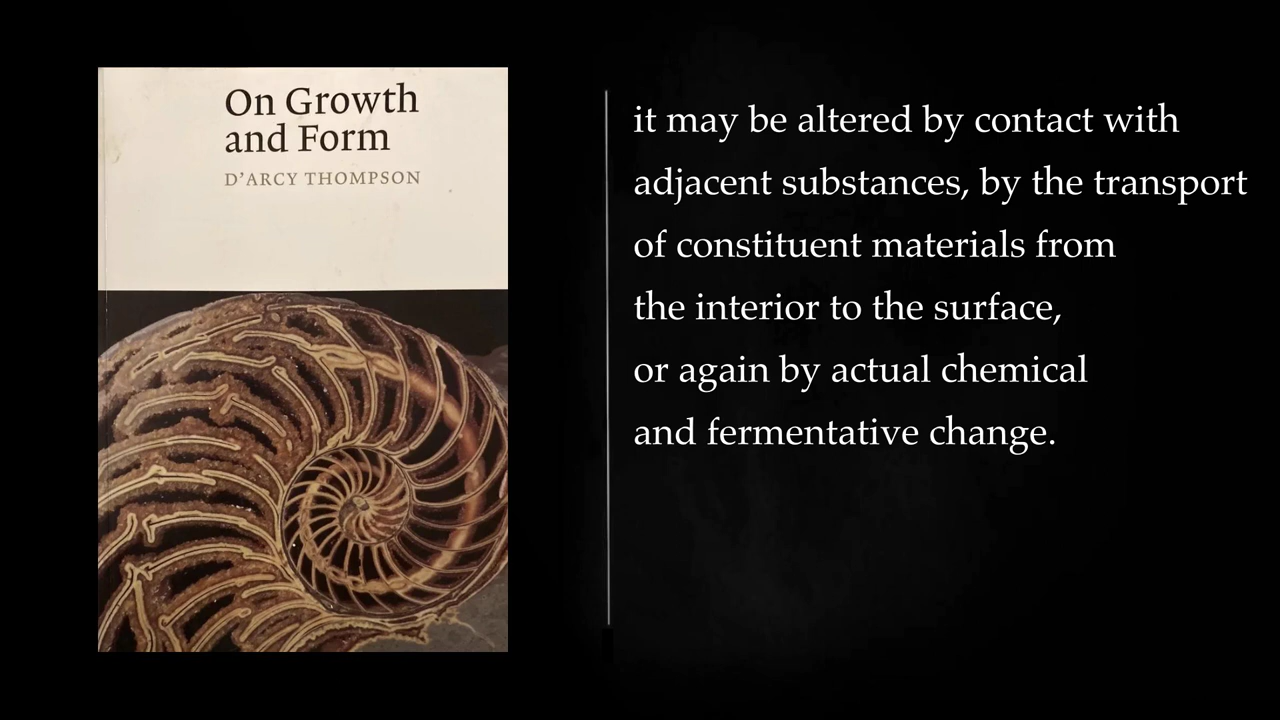 On Growth
and Form
D'ARCY THOMPSON
it may be altered by contact with
adjacent substances, by the transport
of constituent materials from
the interior to the surface,
or again by actual chemical
and fermentative change.